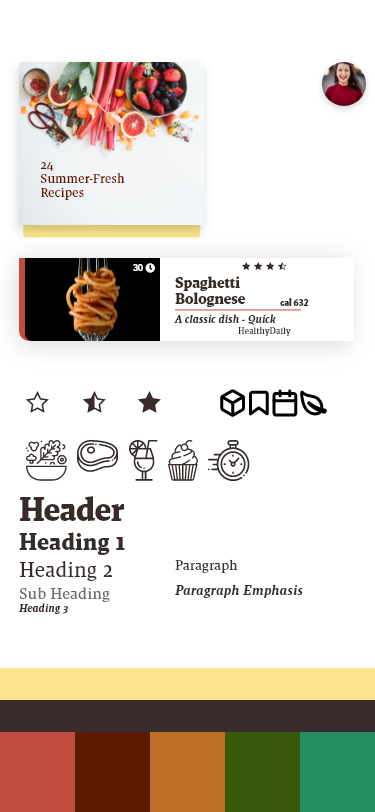 24
Summer-Fresh
Recipes
30
Spaghetti
Bolognese
cal 632
A classic dish - Quick
HealthyDaily
Header
Heading 1
Heading 2
Sub Heading
Heading 3
Paragraph
Paragraph Emphasis